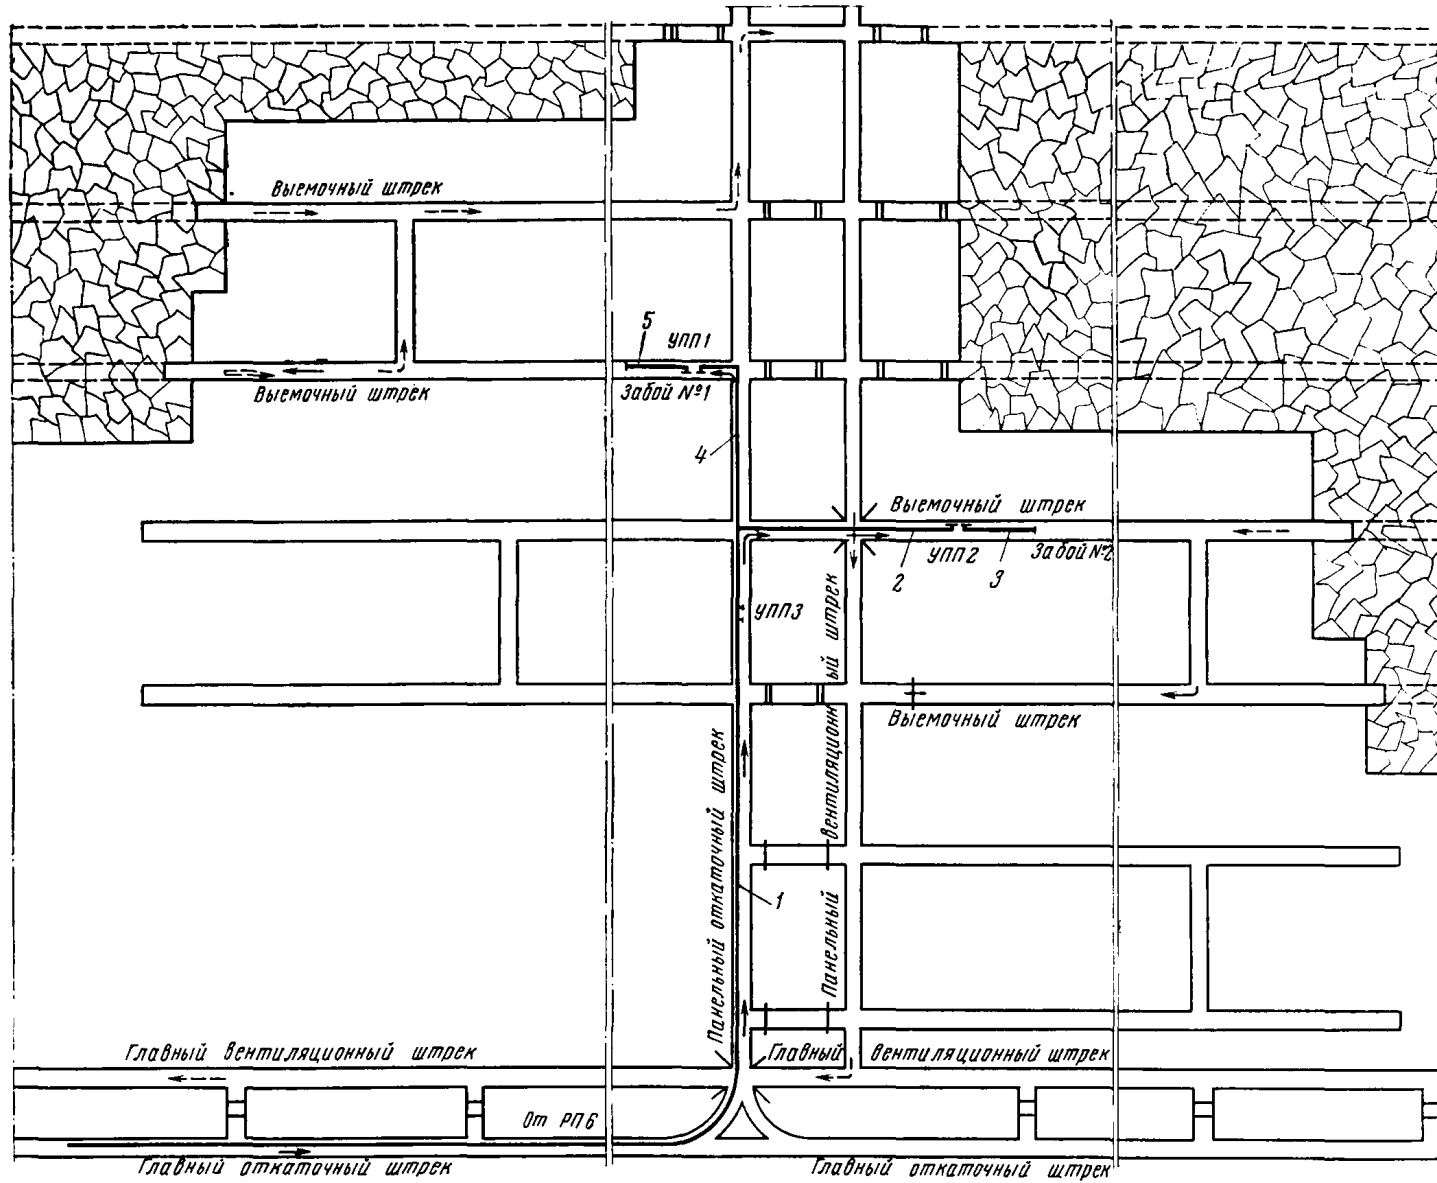 Выемочный штрек
5
УПП1
Выемочный штрек
Забой №1
4
Выемочный штрек
2
УПП2
3
Забой №2
УПП3
Выемочный штрек
Панельный откаточный штрек
1
Панельный вентиляционный штрек
Главный вентиляционный штрек
Главный вентиляционный штрек
От РП6
Главный откаточный штрек
Главный откаточный штрек